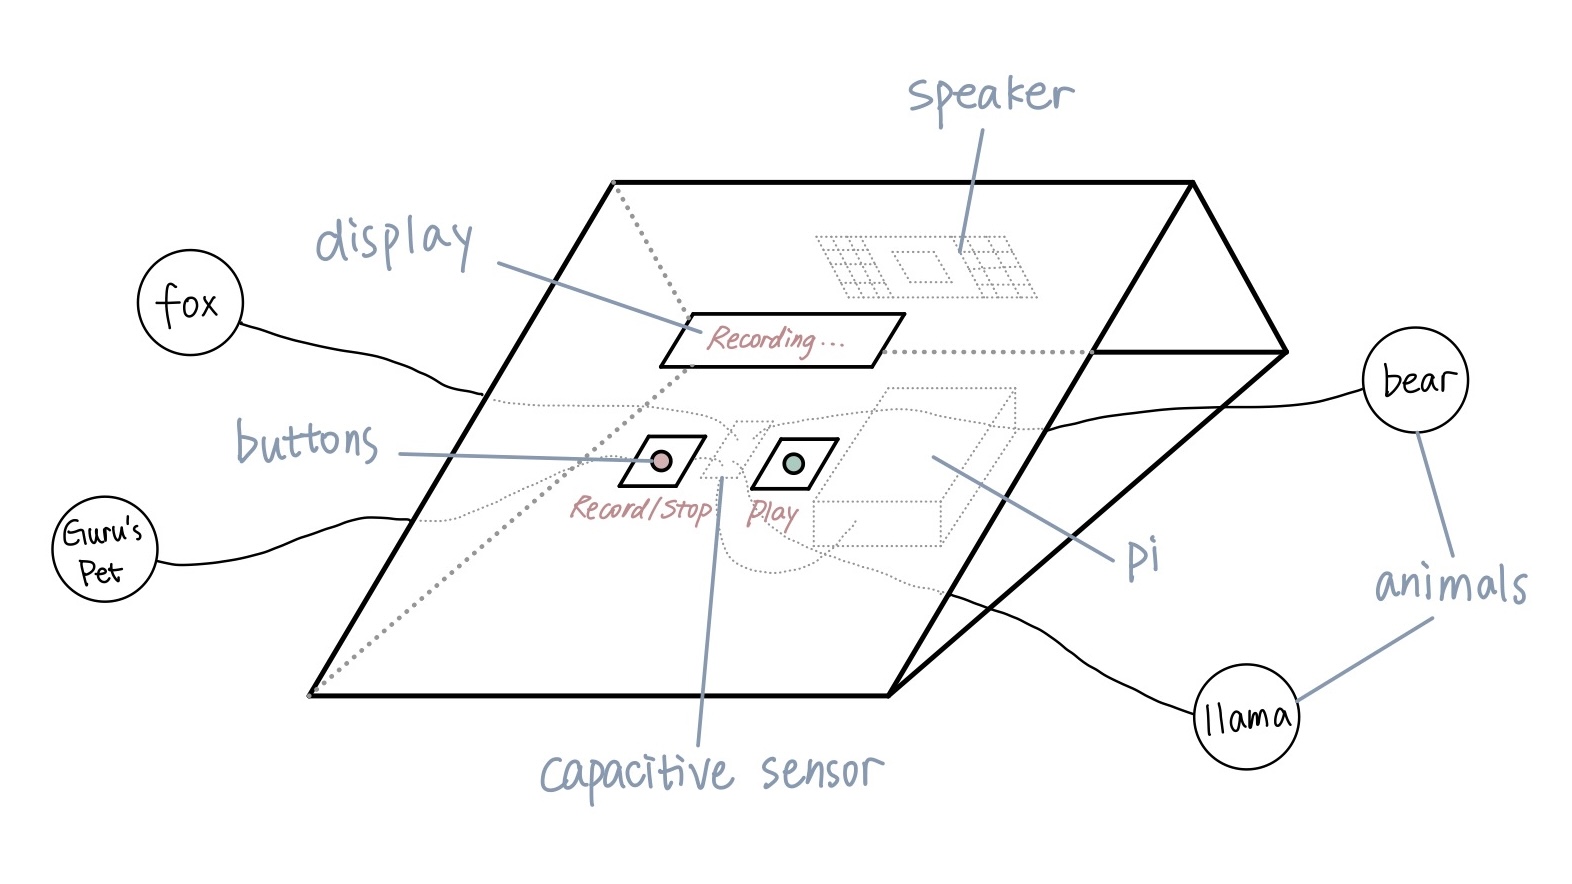 speaker
display
fox
Recording...
bear
buttons
Record/Stop
Play
Guru's
Pet
pi
animals
llama
capacitive sensor